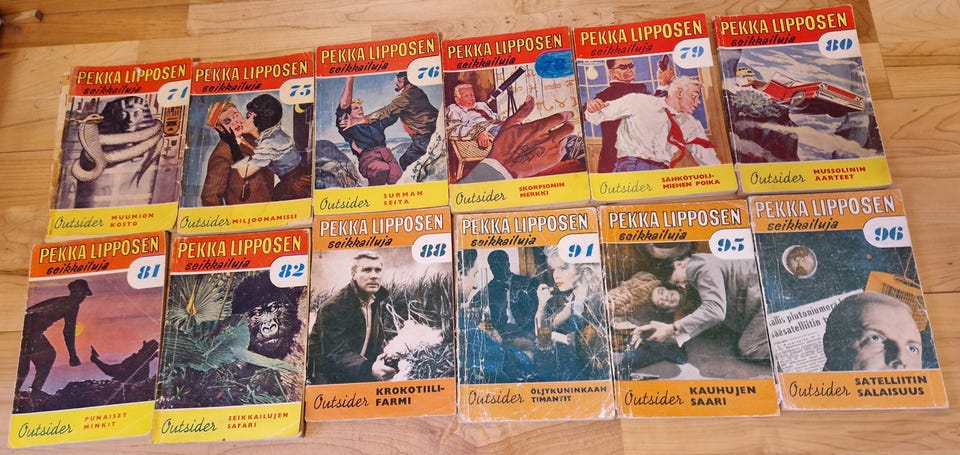 PEKKA LIPPOSEN
seikkailuja
74
Outsider
MUUMION
KOSTO
PEKKA LIPPOSEN
seikkailuja
75
Outsider
MILJOONAMISSI
PEKKA LIPPOSEN
seikkailuja
76
Outsider
SURMAN
SEITA
PEKKA LIPPOSEN
seikkailuja
Outsider
SKORPIONIN
MERKKI
PEKKA LIPPOSEN
seikkailuja
79
Outsider
SÄHKÖTUOLI-
MIEHEN POIKA
PEKKA LIPPOSEN
seikkailuja
80
Outsider
MUSSOLININ
AARTEET
PEKKA LIPPOSEN
seikkailuja
81
Outsider
PUNAISET
MINKIT
PEKKA LIPPOSEN
seikkailuja
82
Outsider
SEIKKAILUJEN
SAFARI
PEKKA LIPPOSEN
seikkailuja
88
Outsider
KROKOTIILI-
FARMI
PEKKA LIPPOSEN
seikkailuja
94
Outsider
ÖLJYKUNINKAAN
TIMANTIT
PEKKA LIPPOSEN
seikkailuja
95
Outsider
KAUHUJEN
SAARI
PEKKA LIPPOSEN
seikkailuja
96
allis plutoniumerä
sääsatelliitin
Outsider
SATELLIITIN
SALAISUUS